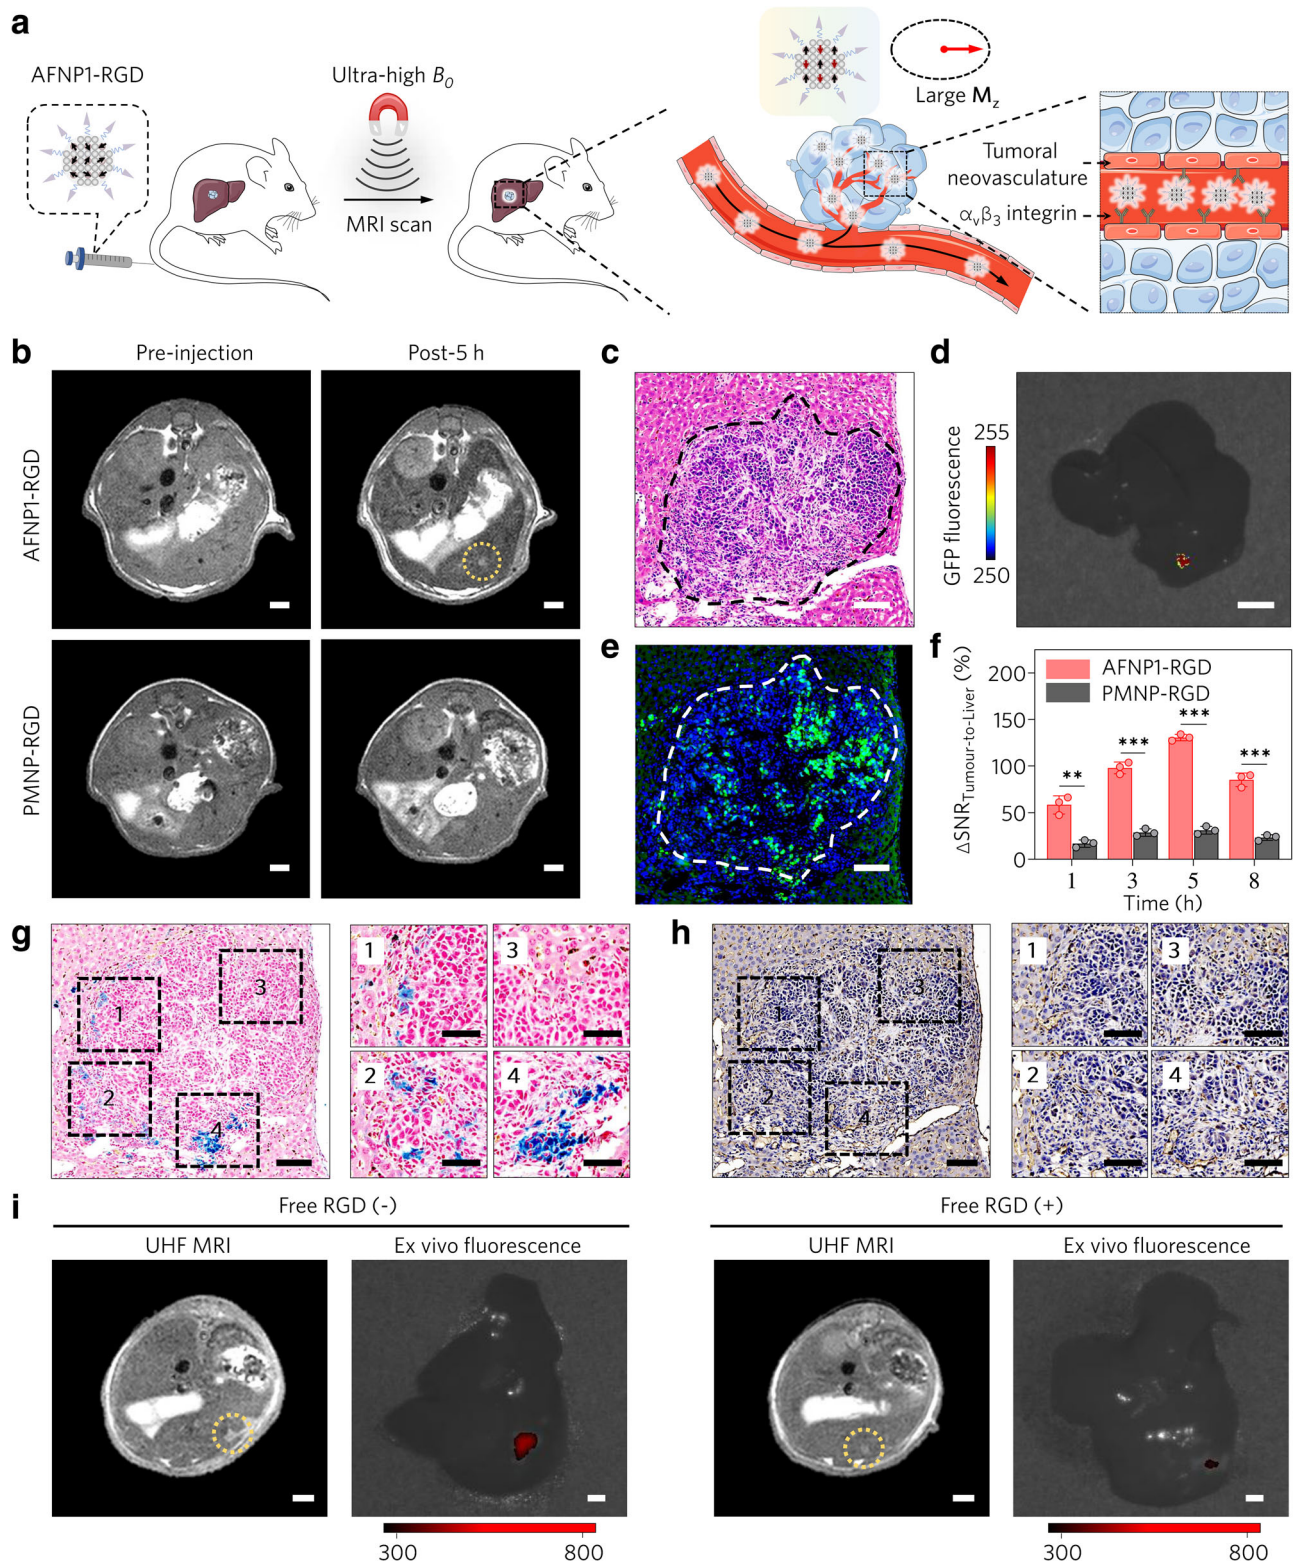 a
AFNP1-RGD
Ultra-high B0
MRI scan
Large Mz
Tumoral
neovasculature
αvβ3 integrin
b
Pre-injection
Post-5 h
AFNP1-RGD
PMNP-RGD
c
d
GFP fluorescence
255
250
e
f
AFNP1-RGD
PMNP-RGD
ΔSNRTumour-to-Liver (%)
200
150
100
50
0
**
***
***
***
1 3 5 8
Time (h)
g
1
2
3
4
1
3
2
4
h
1
2
3
4
1
3
2
4
i
Free RGD (-)
UHF MRI
Ex vivo fluorescence
300 800
Free RGD (+)
UHF MRI
Ex vivo fluorescence
300 800